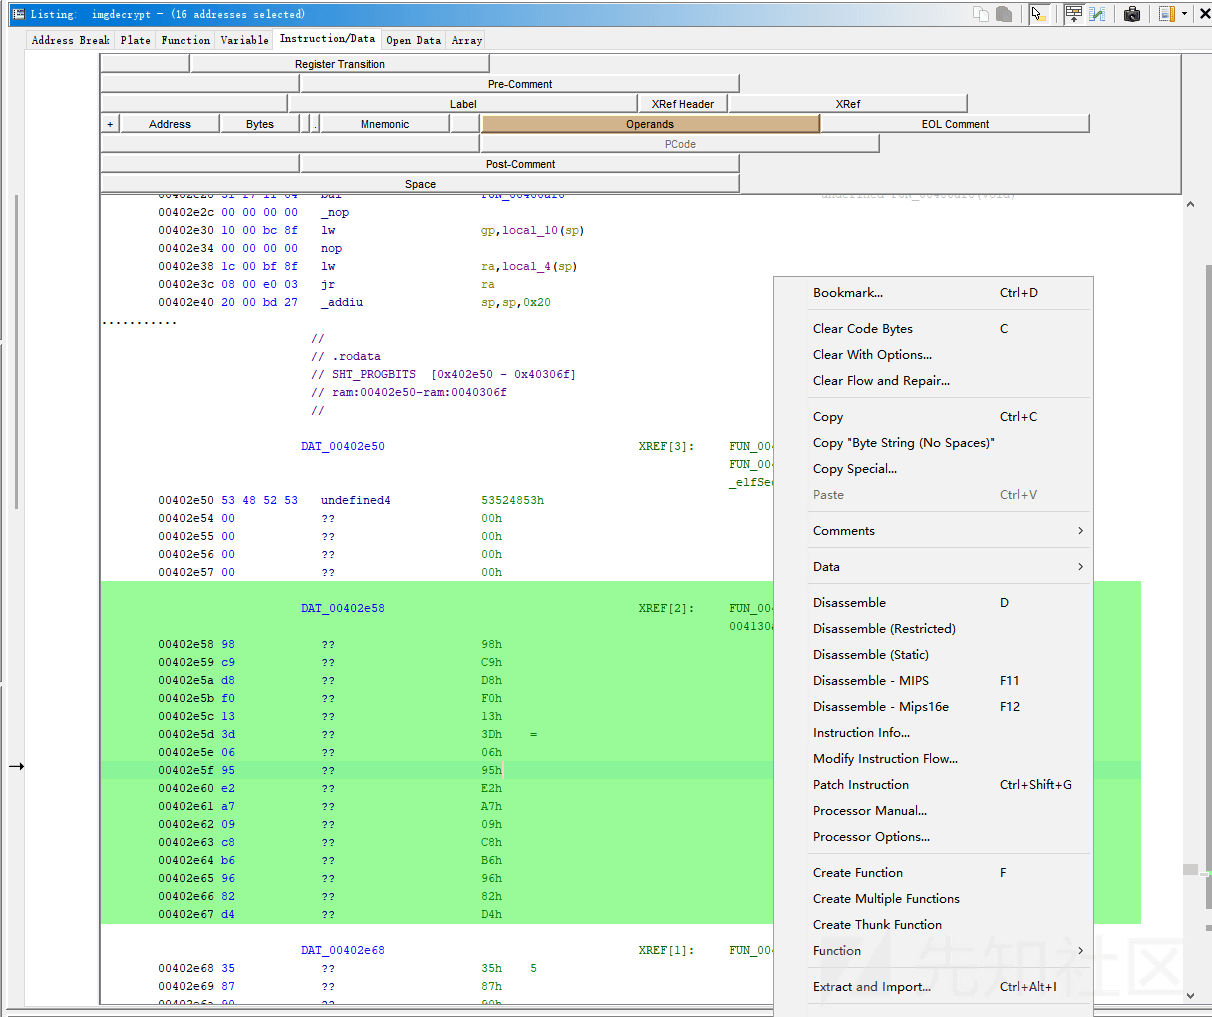 Listing: imgdecrypt - (16 addresses selected)
Address Break Plate Function Variable Instruction/Data Open Data Array
Register Transition
Pre-Comment
Label XRef Header XRef
+ Address Bytes . Mnemonic Operands EOL Comment
PCode
Post-Comment
Space
00402e2c 00 00 00 00 _nop
00402e30 10 00 bc 8f lw gp,local_10(sp)
00402e34 00 00 00 00 nop
00402e38 1c 00 bf 8f lw ra,local_4(sp)
00402e3c 08 00 e0 03 jr ra
00402e40 20 00 bd 27 _addiu sp,sp,0x20
...........
//
// .rodata
// SHT_PROGBITS [0x402e50 - 0x40306f]
// ram:00402e50-ram:0040306f
//
DAT_00402e50 XREF[3]: FUN_004
FUN_004
_elfSec
00402e50 53 48 52 53 undefined4 53524853h
00402e54 00 ?? 00h
00402e55 00 ?? 00h
00402e56 00 ?? 00h
00402e57 00 ?? 00h
DAT_00402e58 XREF[2]: FUN_004
004130a
00402e58 98 ?? 98h
00402e59 c9 ?? C9h
00402e5a d8 ?? D8h
00402e5b f0 ?? F0h
00402e5c 13 ?? 13h
00402e5d 3d ?? 3Dh =
00402e5e 06 ?? 06h
00402e5f 95 ?? 95h
00402e60 e2 ?? E2h
00402e61 a7 ?? A7h
00402e62 09 ?? 09h
00402e63 c8 ?? C8h
00402e64 b6 ?? B6h
00402e65 96 ?? 96h
00402e66 82 ?? 82h
00402e67 d4 ?? D4h
DAT_00402e68 XREF[1]: FUN_004
00402e68 35 ?? 35h 5
00402e69 87 ?? 87h
Bookmark... Ctrl+D
Clear Code Bytes C
Clear With Options...
Clear Flow and Repair...
Copy Ctrl+C
Copy "Byte String (No Spaces)"
Copy Special...
Paste Ctrl+V
Comments >
Data >
Disassemble D
Disassemble (Restricted)
Disassemble (Static)
Disassemble - MIPS F11
Disassemble - Mips16e F12
Instruction Info...
Modify Instruction Flow...
Patch Instruction Ctrl+Shift+G
Processor Manual...
Processor Options...
Create Function F
Create Multiple Functions
Create Thunk Function
Function >
Extract and Import... Ctrl+Alt+I
先知社区